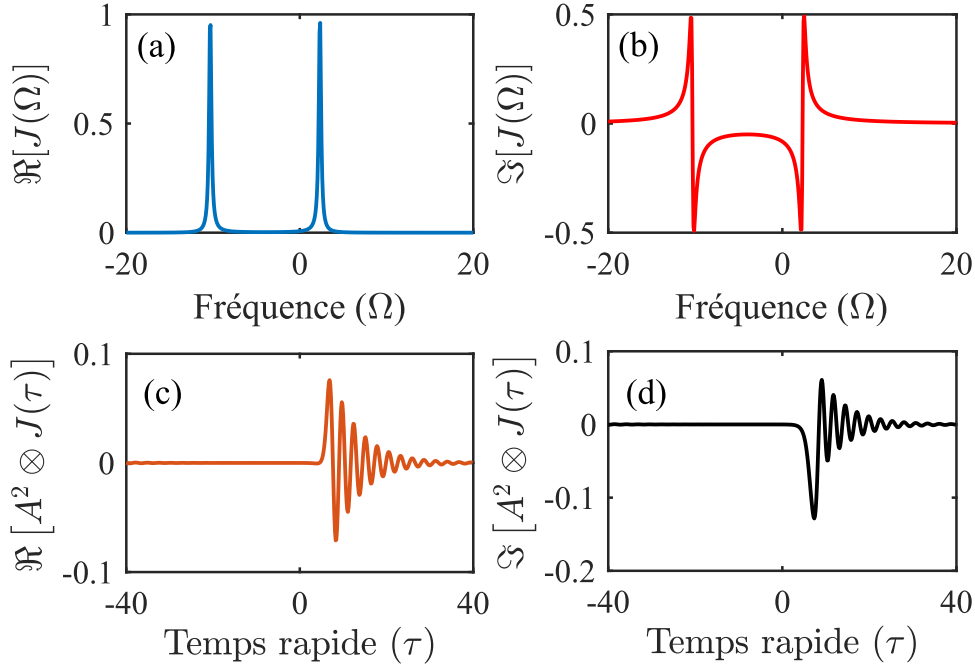 ℜ[J(Ω)]
1
0.5
0
(a)
-20
0
20
Fréquence (Ω)
ℑ[J(Ω)]
0.5
0
-0.5
(b)
-40
-20
0
20
Fréquence (Ω)
ℜ [A² ⊗ J(τ)]
0.1
0
-0.1
(c)
-40
0
40
Temps rapide (τ)
ℑ [A² ⊗ J(τ)]
0.1
0
-0.1
-0.2
(d)
-40
0
40
Temps rapide (τ)